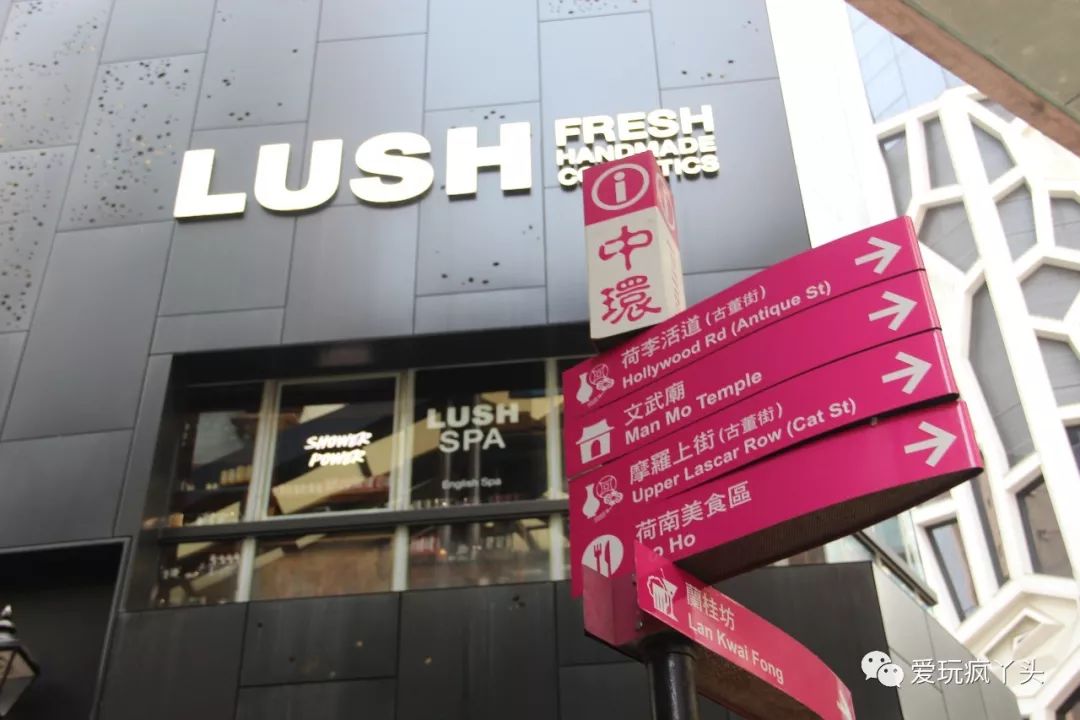 LUSH
FRESH
HANDMADE
i
中
環
荷李活道 (古董街)
Hollywood Rd (Antique St)
文武廟
Man Mo Temple
摩羅上街 (古董街)
Upper Lascar Row (Cat St)
荷南美食區
Ho
蘭桂坊
Lan Kwai Fong
SHOWER
POWER
LUSH
SPA
English Spa
爱玩疯丫头